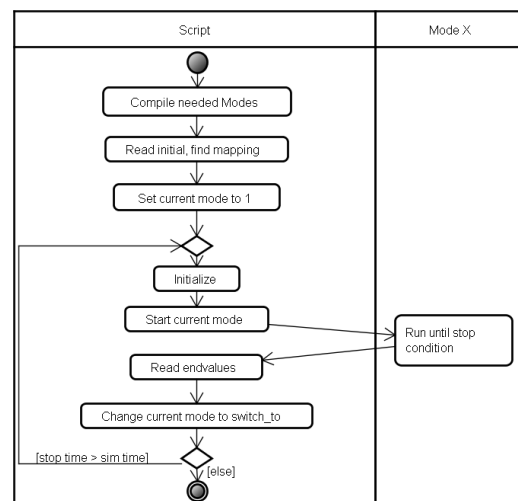 Script
Mode X
Compile needed Modes
Read initial, find mapping
Set current mode to 1
Initialize
Start current mode
Run until stop
condition
Read endvalues
Change current mode to switch_to
[stop time > sim time]
[else]